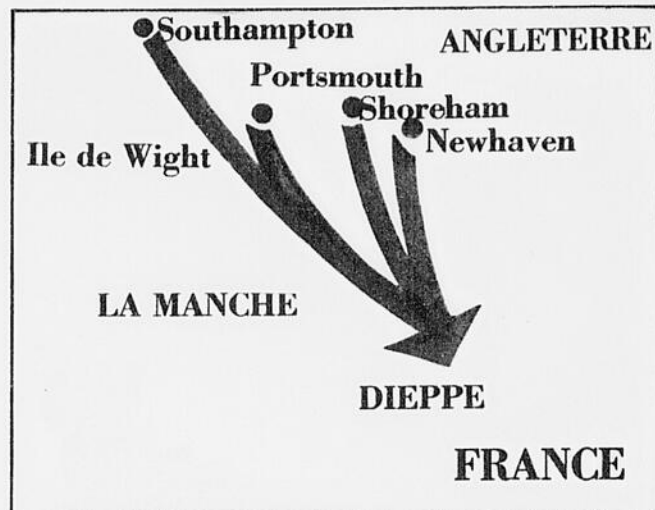 Southampton
ANGLETERRE
Portsmouth
Shoreham
Newhaven
Ile de Wight
LA MANCHE
DIEPPE
FRANCE